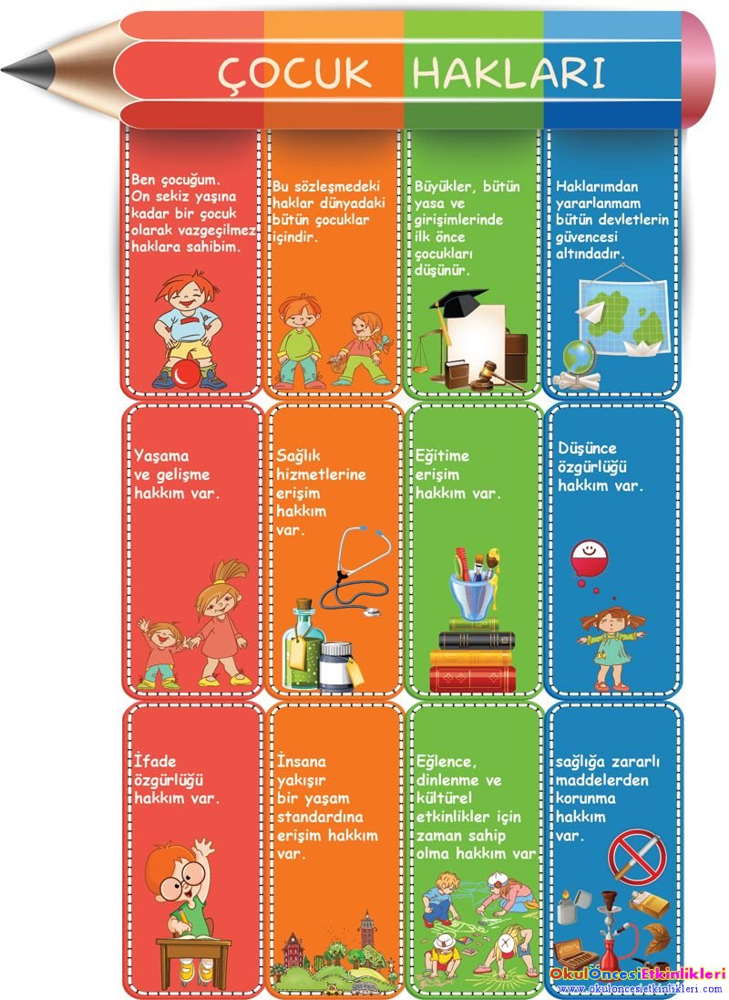 ÇOCUK HAKLARI
Ben çocuğum.
On sekiz yaşına
kadar bir çocuk
olarak vazgeçilmez
haklara sahibim.
Bu sözleşmedeki
haklar dünyadaki
bütün çocuklar
içindir.
Büyükler, bütün
yasa ve
girişimlerinde
ilk önce
çocukları
düşünür.
Haklarımdan
yararlanmam
bütün devletlerin
güvencesi
altındadır.
Yaşama
ve gelişme
hakkım var.
Sağlık
hizmetlerine
erişim
hakkım
var.
Eğitime
erişim
hakkım var.
Düşünce
özgürlüğü
hakkım var.
İfade
özgürlüğü
hakkım var.
İnsana
yakışır
bir yaşam
standardına
erişim hakkım
var.
Eğlence,
dinlenme ve
kültürel
etkinlikler için
zaman sahip
olma hakkım var
sağlığa zararlı
maddelerden
korunma
hakkım
var.
OkulÖncesiEtkinlikleri
www.okuloncesietkinlikleri.com